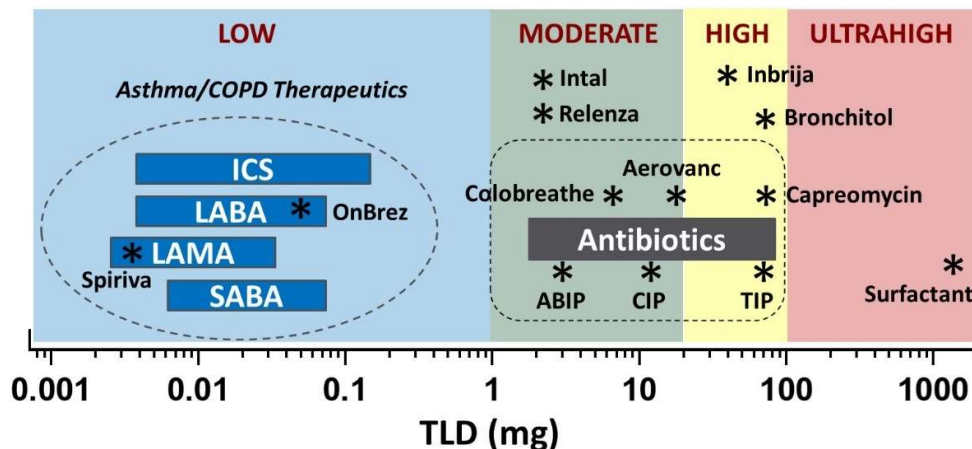 LOW
MODERATE
HIGH
ULTRAHIGH
Asthma/COPD Therapeutics
* Intal
* Inbrija
* Relenza
* Bronchitol
ICS
Aerovanc
Colobreathe *
*
* Capreomycin
LABA * OnBrez
Antibiotics
* LAMA
Spiriva
SABA
* * *
ABIP CIP TIP
*
Surfactant
0.001 0.01 0.1 1 10 100 1000
TLD (mg)